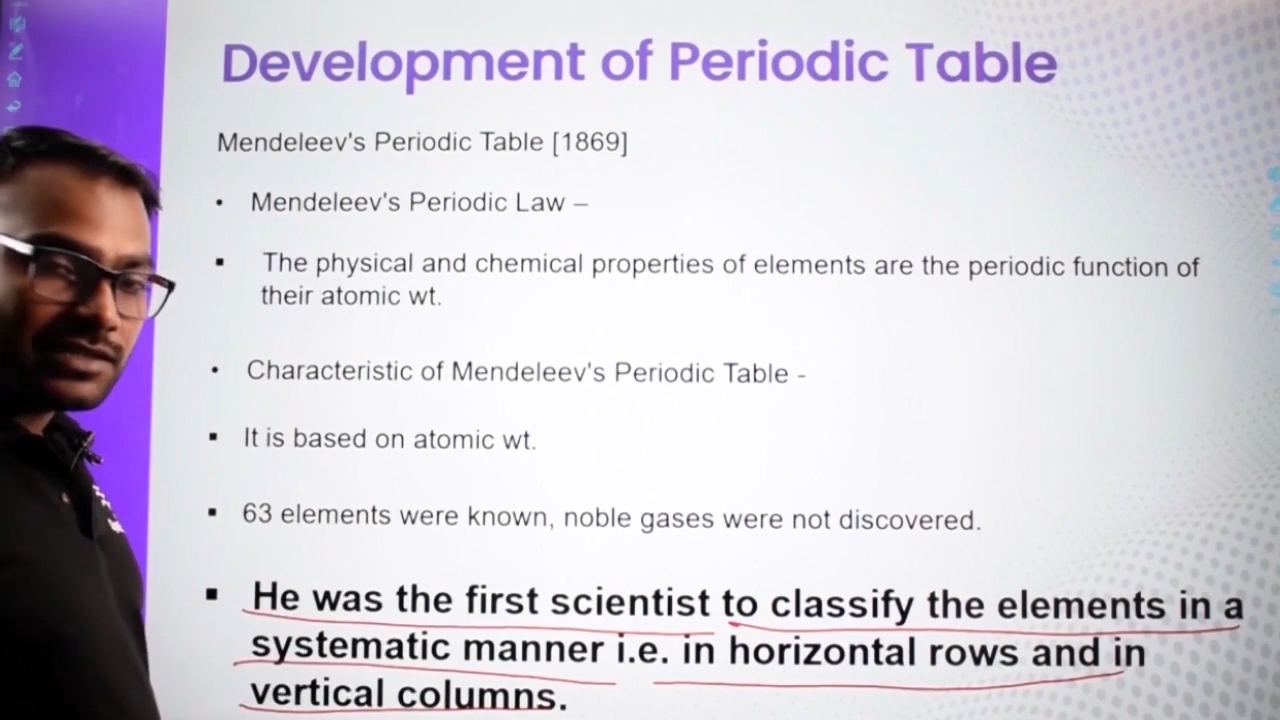 Development of Periodic Table
Mendeleev's Periodic Table [1869]
• Mendeleev's Periodic Law –
▪ The physical and chemical properties of elements are the periodic function of
their atomic wt.
• Characteristic of Mendeleev's Periodic Table -
▪ It is based on atomic wt.
▪ 63 elements were known, noble gases were not discovered.
▪ He was the first scientist to classify the elements in a
systematic manner i.e. in horizontal rows and in
vertical columns.